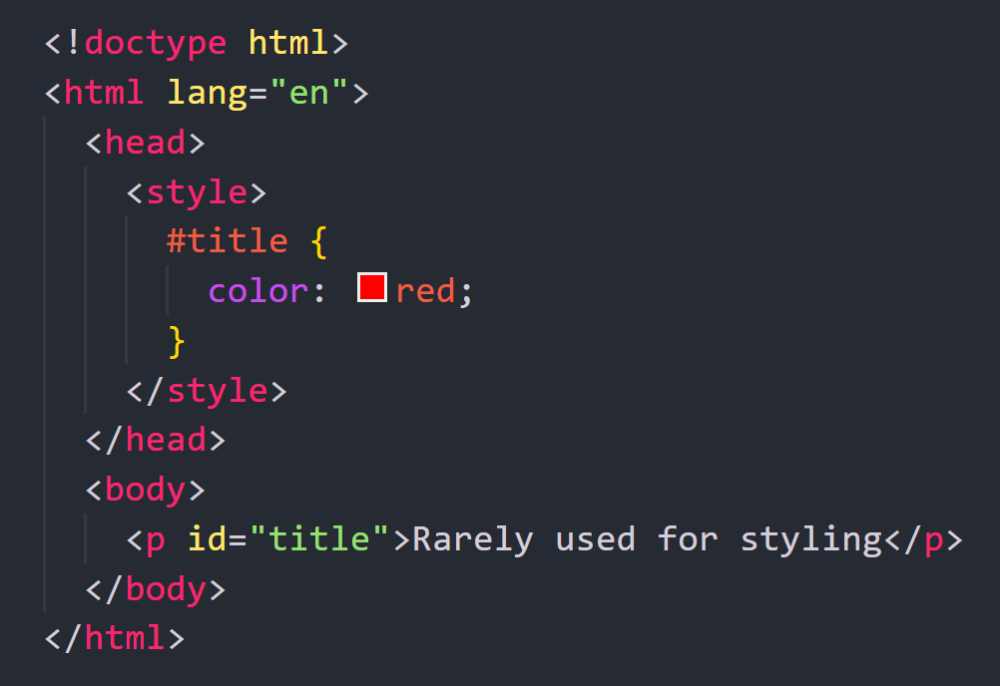 <!doctype html>
<html lang="en">
<head>
<style>
#title {
color: red;
}
</style>
</head>
<body>
<p id="title">Rarely used for styling</p>
</body>
</html>